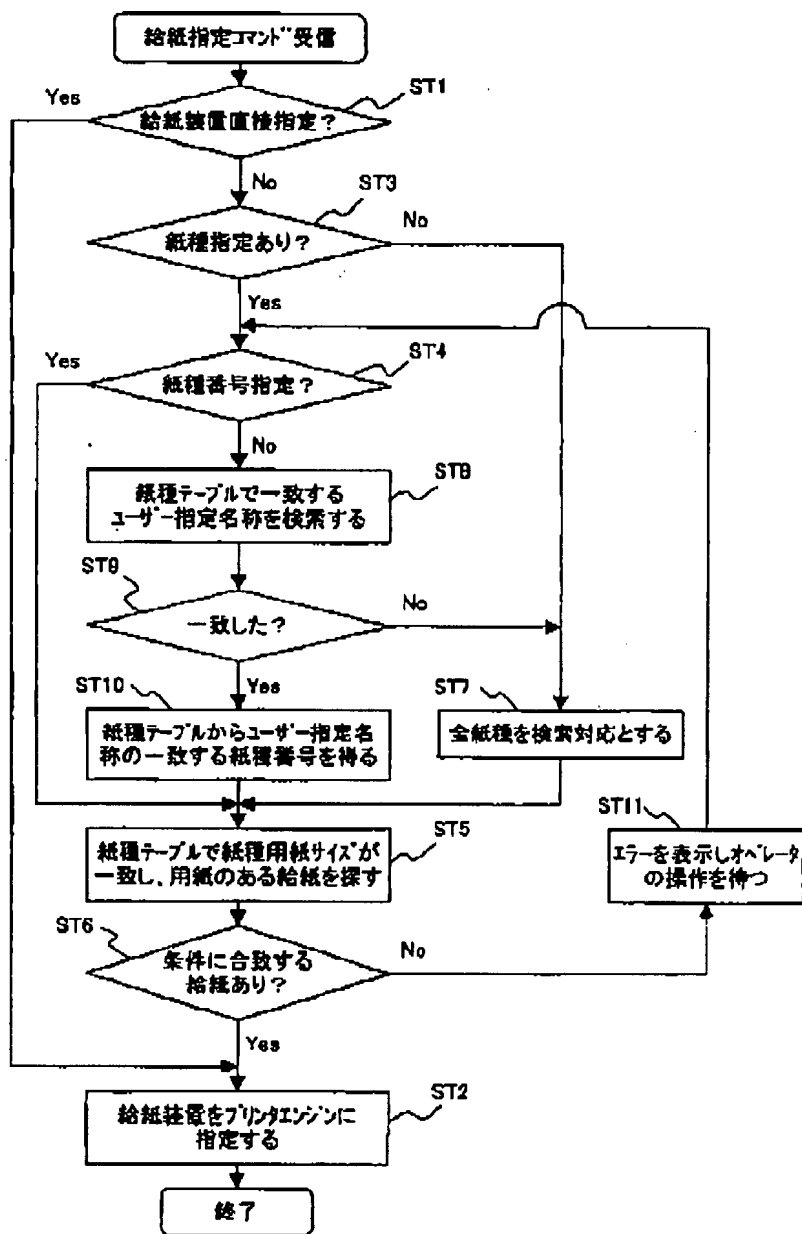 給紙指定コマンド受信
ST1
Yes
給紙装置直接指定？
No
ST3
紙種指定あり？
No
Yes
ST4
Yes
紙種番号指定？
No
ST8
紙種テーブルで一致する
ユーザー指定名称を検索する
ST9
一致した？
No
Yes
ST10
紙種テーブルからユーザー指定名
称の一致する紙種番号を得る
ST7
全紙種を検索対応とする
ST5
紙種テーブルで紙種用紙サイズが
一致し、用紙のある給紙を探す
ST11
エラーを表示しオペレータ
の操作を待つ
ST6
条件に合致する
給紙あり？
No
Yes
ST2
給紙装置をプリンタエンジンに
指定する
終了